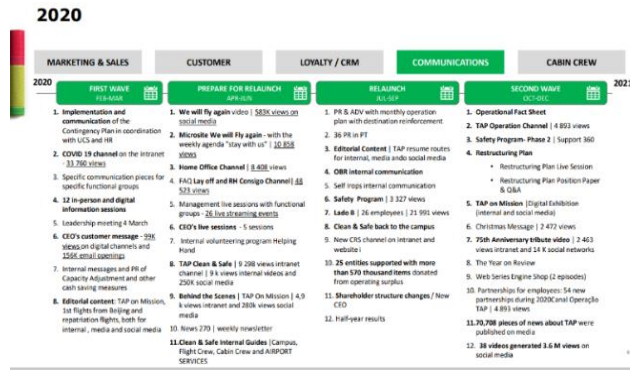 2020
MARKETING & SALES
CUSTOMER
LOYALTY / CRM
COMMUNICATIONS
CABIN CREW
2020
2021
FIRST WAVE
FEB-MAR
1. Implementation and
communication of the
Contingency Plan in coordination
with UCS and HR
2. COVID 19 channel on the intranet
- 33 760 views
3. Specific communication pieces for
specific functional groups
4. 12 in-person and digital
information sessions
5. Leadership meeting 4 March
6. CEO's customer message - 99K
views on digital channels and
156K email openings
7. Internal messages and PR of
Capacity Adjustment and other
cash saving measures
8. Editorial content: TAP on Mission,
1st flights from Beijing and
repatriation flights, both for
internal, media and social media
PREPARE FOR RELAUNCH
APR-JUN
1. We will fly again video | 583K views on
social media
2. Microsite We will Fly again - with the
weekly agenda "stay with us" | 10 858
views
3. Home Office Channel | 8 408 views
4. FAQ Lay off and RH Consigo Channel| 48
523 views
5. Management live sessions with functional
groups - 26 live streaming events
6. CEO's live sessions - 5 sessions
7. Internal volunteering program Helping
Hand
8. TAP Clean & Safe | 9 298 views intranet
channel | 9 k views internal videos and
250K social media
9. Behind the Scenes | TAP On Mission | 4,9
k views intranet and 280k views social
media
10. News 270 | weekly newsletter
11.Clean & Safe Internal Guides |Campus,
Flight Crew, Cabin Crew and AIRPORT
SERVICES
RELAUNCH
JUL-SEP
1. PR & ADV with monthly operation
plan with destination reinforcement
2. 36 PR in PT
3. Editorial Content | TAP resume routes
for internal, media ando social media
4. OBR internal communication
5. Self irops internal communication
6. Safety Program | 3 327 views
7. Lado B | 26 employees | 21 991 views
8. Clean & Safe back to the campus
9. New CRS channel on intranet and
website l
10. 25 entities supported with more
than 570 thousand items donated
from operating surplus
11. Shareholder structure changes / New
CEO
12. Half-year results
SECOND WAVE
OCT-DEC
1. Operational Fact Sheet
2. TAP Operation Channel | 4 893 views
3. Safety Program- Phase 2 | Support 360
4. Restructuring Plan
• Restructuring Plan Live Session
• Restructuring Plan Position Paper
& Q&A
5. TAP on Mission |Digital Exhibition
(internal and social media)
6. Christmas Message | 2 472 views
7. 75th Anniversary tribute video | 2 463
views intranet and 14 K social networks
8. The Year on Review
9. Web Series Engine Shop (2 episodes)
10. Partnerships for employees: 54 new
partnerships during 2020Canal Operação
TAP | 4 893 views
11.70,708 pieces of news about TAP were
published on media
12. 38 videos generated 3.6 M views on
social media